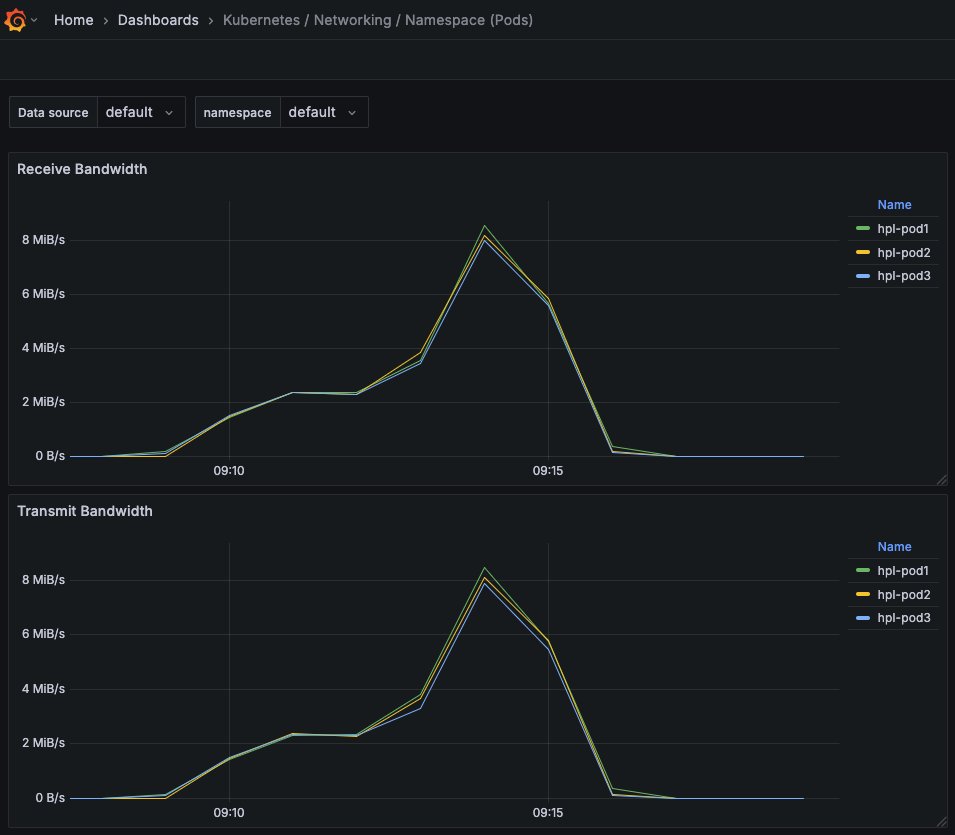 Home › Dashboards › Kubernetes / Networking / Namespace (Pods)
Data source default namespace default
Receive Bandwidth
Name
hpl-pod1
hpl-pod2
hpl-pod3
8 MiB/s
6 MiB/s
4 MiB/s
2 MiB/s
0 B/s
09:10 09:15
Transmit Bandwidth
Name
hpl-pod1
hpl-pod2
hpl-pod3
8 MiB/s
6 MiB/s
4 MiB/s
2 MiB/s
0 B/s
09:10 09:15